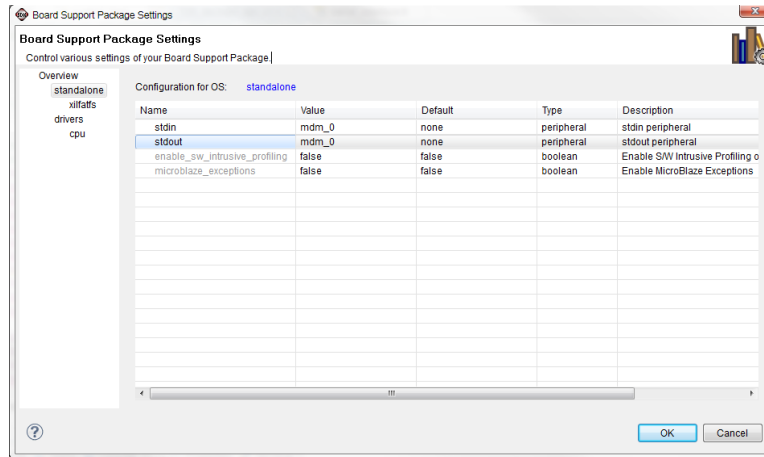 Board Support Package Settings
Board Support Package Settings
Control various settings of your Board Support Package.
Overview
standalone
xilfatfs
drivers
cpu
Configuration for OS: standalone
Name Value Default Type Description
stdin mdm_0 none peripheral stdin peripheral
stdout mdm_0 none peripheral stdout peripheral
enable_sw_intrusive_profiling false false boolean Enable S/W Intrusive Profiling o
microblaze_exceptions false false boolean Enable MicroBlaze Exceptions
OK Cancel